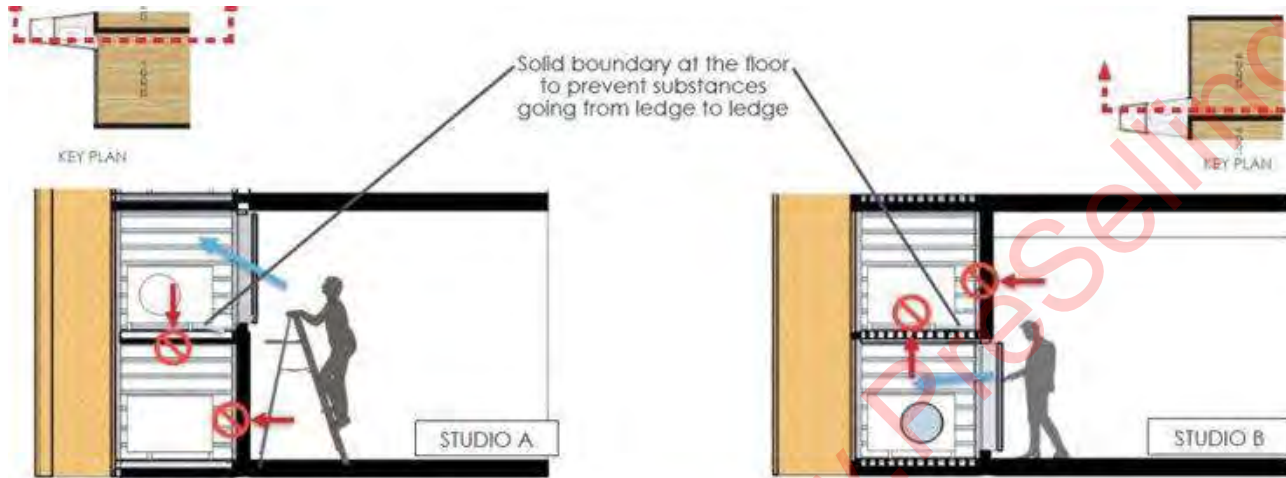 Solid boundary at the floor
to prevent substances
going from ledge to ledge
KEY PLAN
KEY PLAN
STUDIO A
STUDIO B
PreSelling